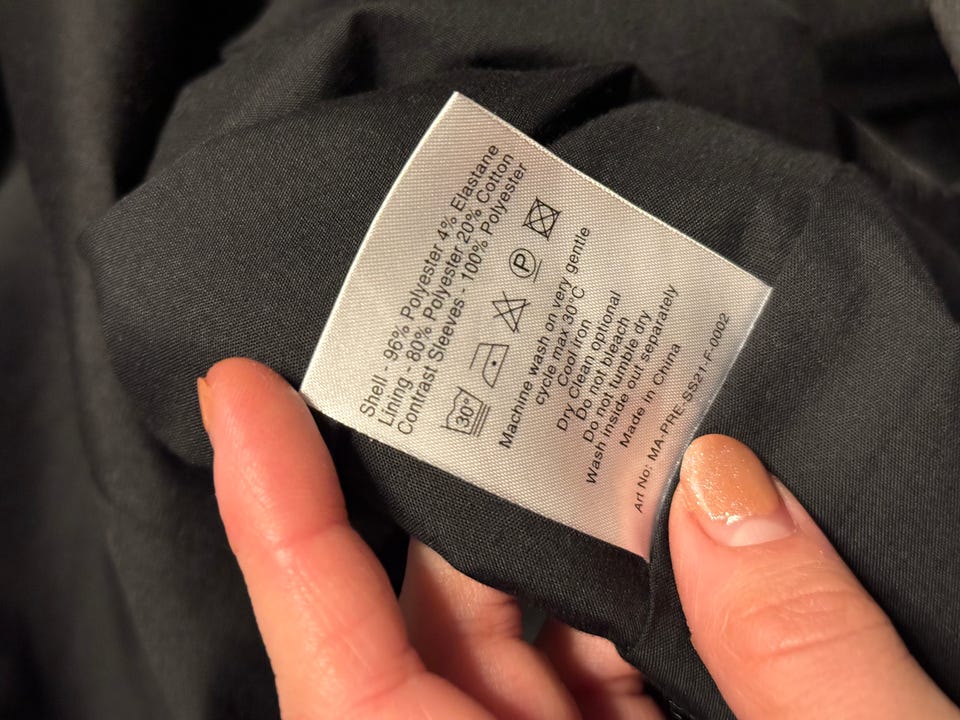 Shell - 96% Polyester 4% Elastane
Lining - 80% Polyester 20% Cotton
Contrast Sleeves - 100% Polyester
30° P
Machine wash on very gentle
cycle max 30°C
Cool iron
Dry Clean optional
Do not bleach
Do not tumble dry
Wash inside out separately
Made in China
Art No: MA-PRE-SS21-F-0002